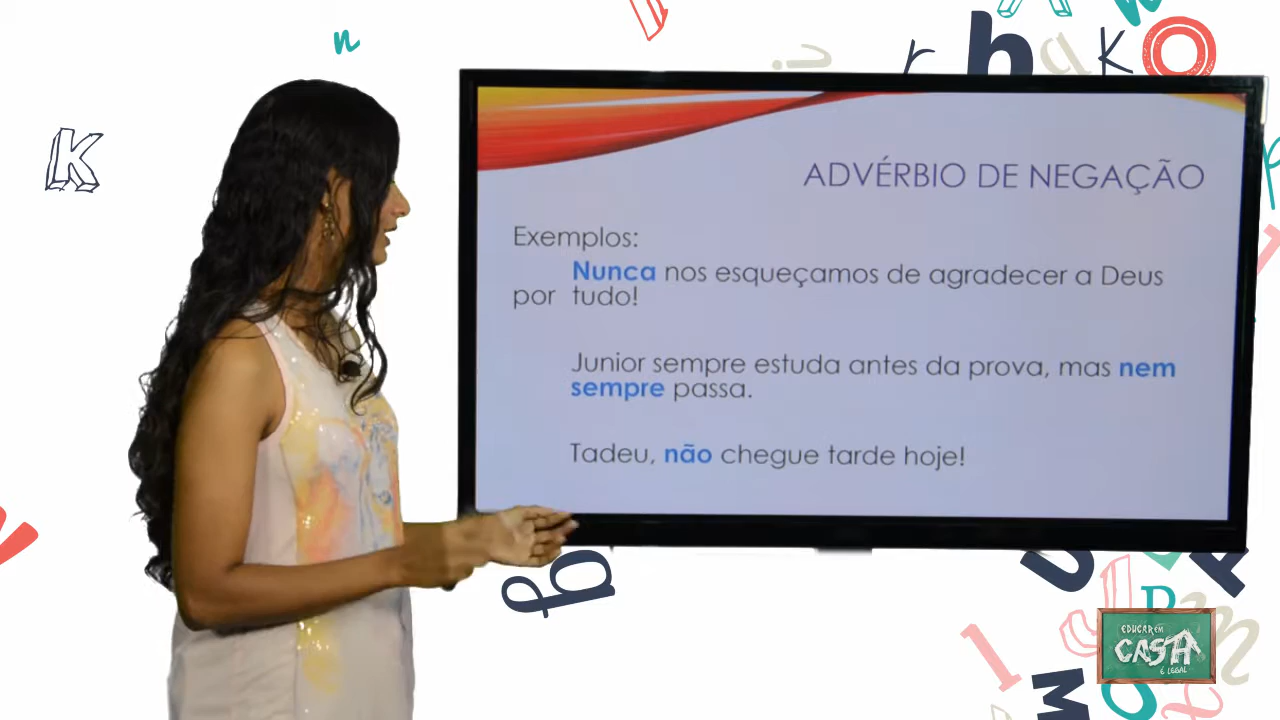 ADVÉRBIO DE NEGAÇÃO
Exemplos:
Nunca nos esqueçamos de agradecer a Deus
por tudo!
Junior sempre estuda antes da prova, mas nem
sempre passa.
Tadeu, não chegue tarde hoje!
EDUCAR EM
CASA
É LEGAL